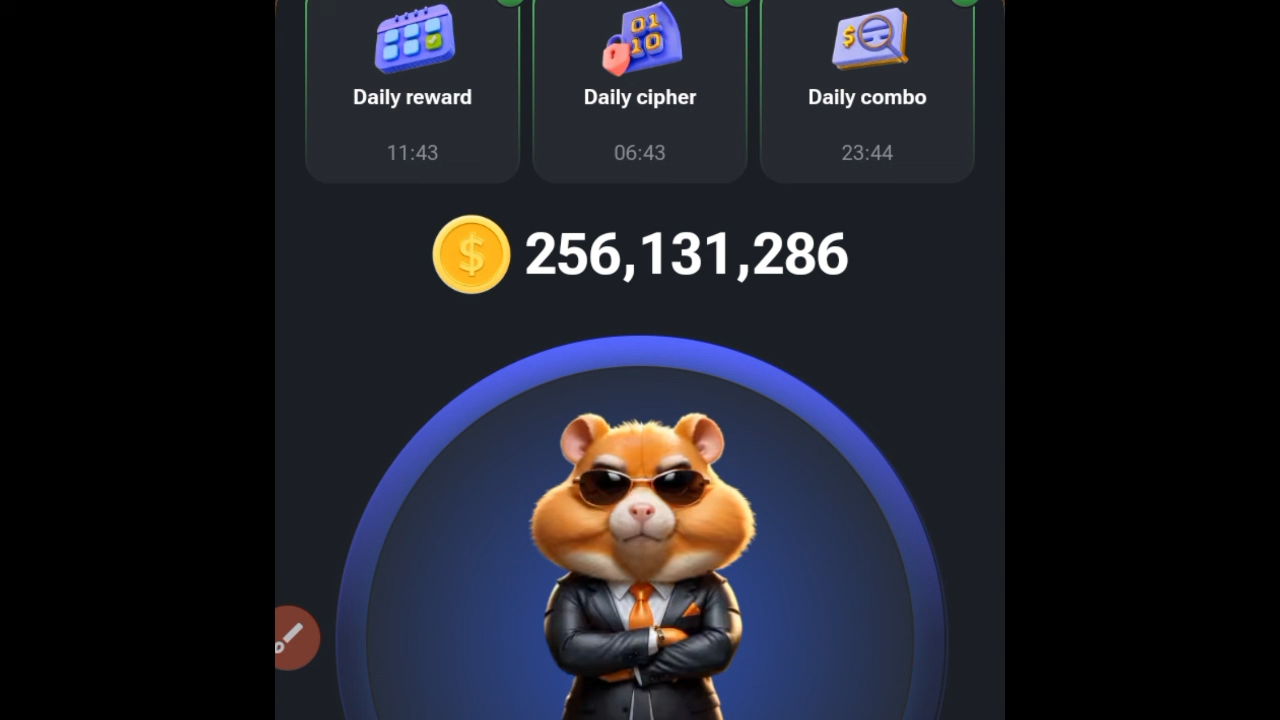 Daily reward
Daily cipher
Daily combo
11:43
06:43
23:44
256,131,286